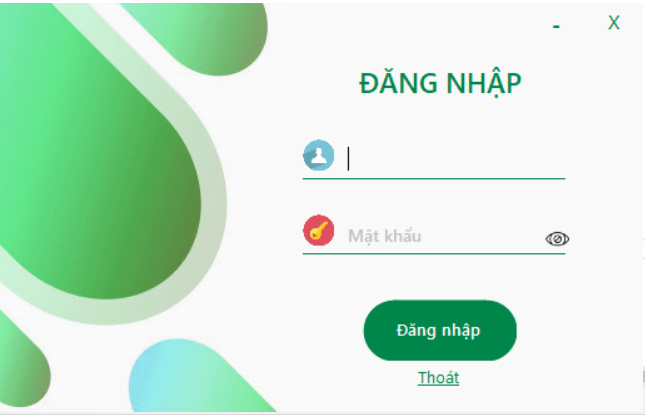 - X
ĐĂNG NHẬP
Mật khẩu
Đăng nhập
Thoát